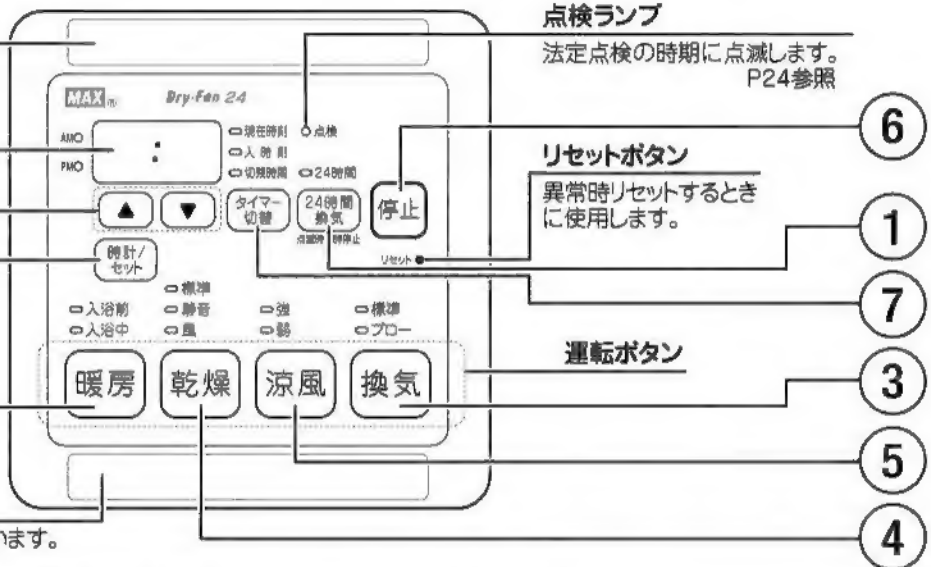 点検ランプ
法定点検の時期に点滅します。
P24参照
MAX® Dry-Fan 24
AM
PM
:
現在時刻 点検
入時刻
切残時間 24時間
▲ ▼
タイマー
切替
24時間
換気
停止
時計/
セット
リセット
リセットボタン
異常時リセットするとき
に使用します。
標準
入浴前 静音 強 標準
入浴中 風 弱 ブロー
暖房 乾燥 涼風 換気
運転ボタン
6
1
7
3
5
4
います。